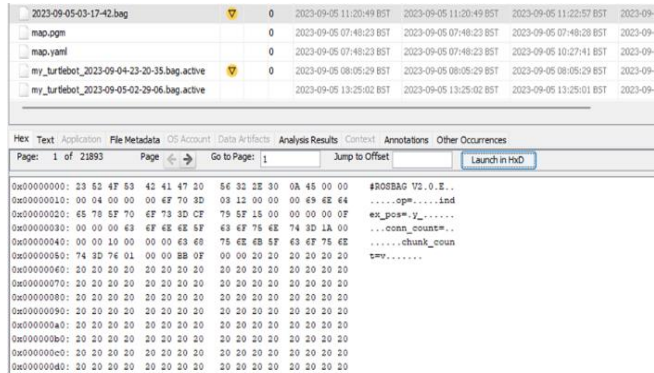 2023-09-05-03-17-42.bag 0 2023-09-05 11:20:49 BST 2023-09-05 11:20:49 BST 2023-09-05 11:22:57 BST 2023-09-
map.pgm 0 2023-09-05 07:48:23 BST 2023-09-05 07:48:23 BST 2023-09-05 07:48:28 BST 2023-09-
map.yaml 0 2023-09-05 07:48:23 BST 2023-09-05 07:48:23 BST 2023-09-05 10:27:41 BST 2023-09-
my_turtlebot_2023-09-04-23-20-35.bag.active 0 2023-09-05 08:05:29 BST 2023-09-05 08:05:29 BST 2023-09-05 08:05:29 BST 2023-09-
my_turtlebot_2023-09-05-02-29-06.bag.active 0 2023-09-05 13:25:02 BST 2023-09-05 13:25:02 BST 2023-09-05 13:25:01 BST 2023-09-
Hex Text Application File Metadata OS Account Data Artifacts Analysis Results Context Annotations Other Occurrences
Page: 1 of 21893 Page Go to Page: 1 Jump to Offset Launch in HxD
0x00000000: 23 52 4F 53 42 41 47 20 56 32 2E 30 0A 45 00 00 #ROSBAG V2.0.E..
0x00000010: 00 04 00 00 00 6F 70 3D 03 12 00 00 00 69 6E 64 .....op=.....ind
0x00000020: 65 78 5F 70 6F 73 3D CF 79 5F 15 00 00 00 00 0F ex_pos=.y_......
0x00000030: 00 00 00 63 6F 6E 6E 5F 63 6F 75 6E 74 3D 1A 00 ...conn_count=..
0x00000040: 00 00 10 00 00 00 63 68 75 6E 6B 5F 63 6F 75 6E ......chunk_coun
0x00000050: 74 3D 76 01 00 00 BB 0F 00 00 20 20 20 20 20 20 t=v.......
0x00000060: 20 20 20 20 20 20 20 20 20 20 20 20 20 20 20 20
0x00000070: 20 20 20 20 20 20 20 20 20 20 20 20 20 20 20 20
0x00000080: 20 20 20 20 20 20 20 20 20 20 20 20 20 20 20 20
0x00000090: 20 20 20 20 20 20 20 20 20 20 20 20 20 20 20 20
0x000000a0: 20 20 20 20 20 20 20 20 20 20 20 20 20 20 20 20
0x000000b0: 20 20 20 20 20 20 20 20 20 20 20 20 20 20 20 20
0x000000c0: 20 20 20 20 20 20 20 20 20 20 20 20 20 20 20 20
0x000000d0: 20 20 20 20 20 20 20 20 20 20 20 20 20 20 20 20